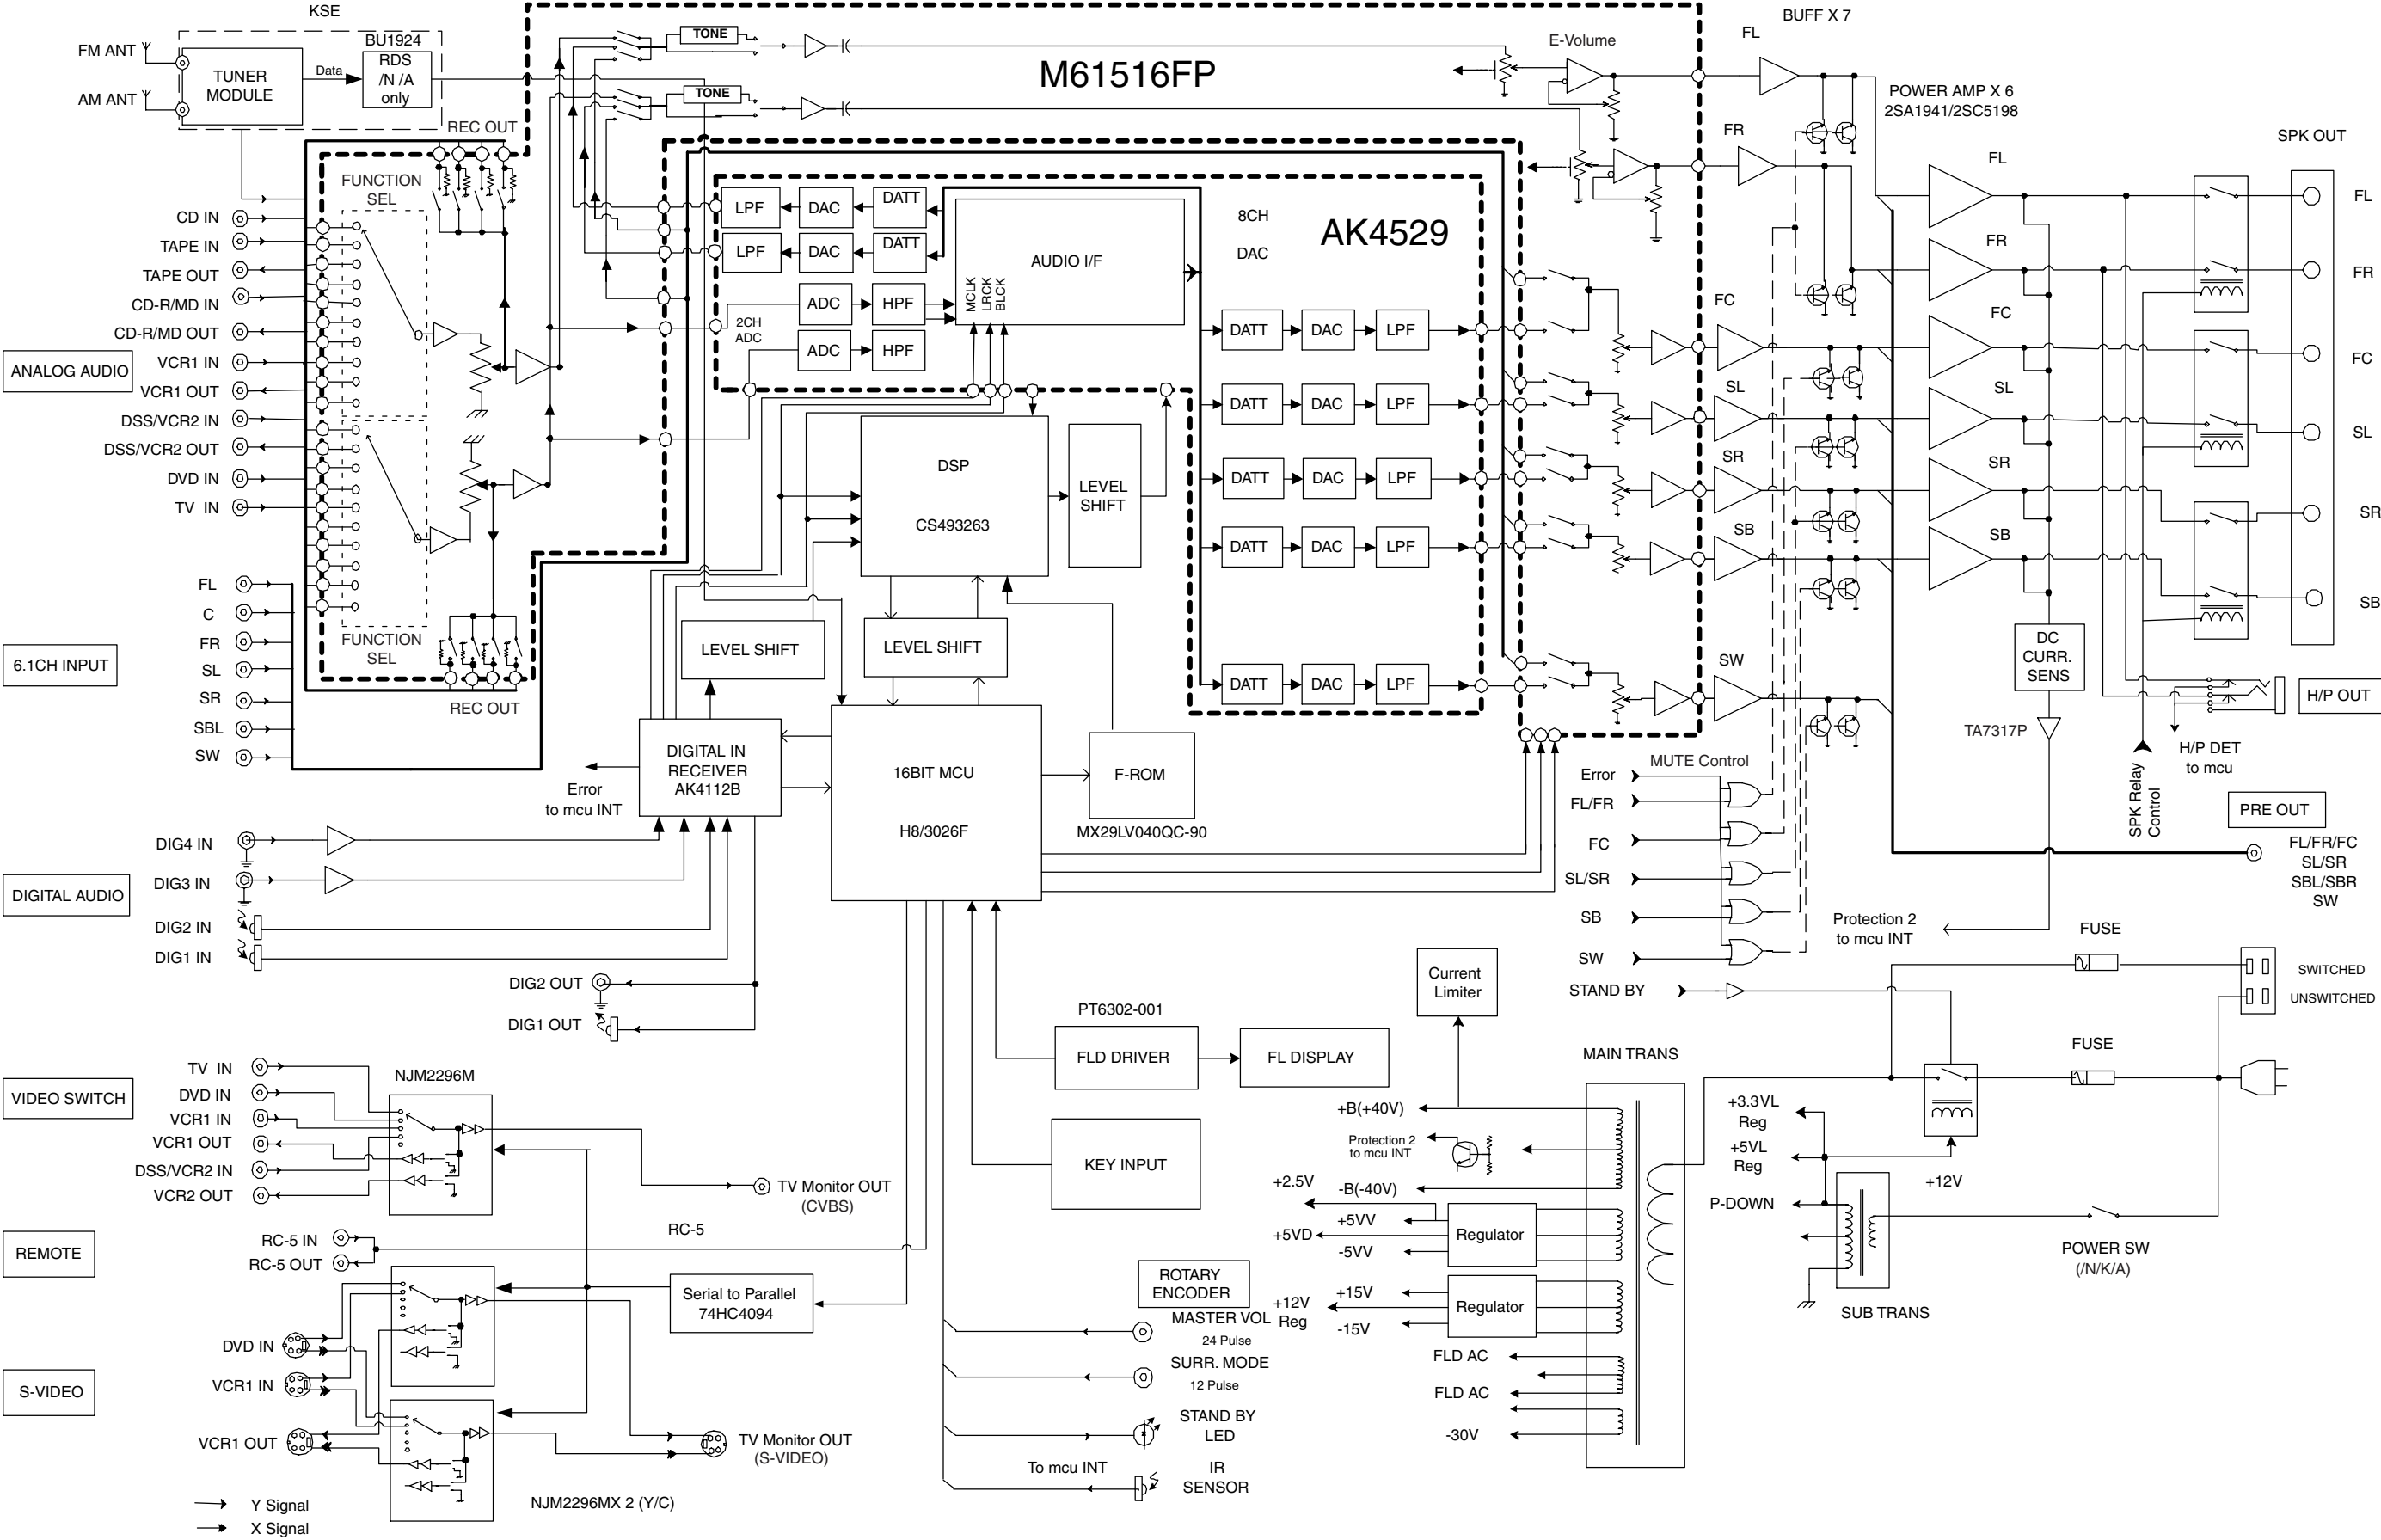 KSE
BUFF X 7
FM ANT
AM ANT
TUNER
MODULE
Data
BU1924
RDS
/N /A
only
TONE
TONE
M61516FP
E-Volume
FL
FR
POWER AMP X 6
2SA1941/2SC5198
SPK OUT
REC OUT
FUNCTION
SEL
CD IN
TAPE IN
TAPE OUT
CD-R/MD IN
CD-R/MD OUT
VCR1 IN
VCR1 OUT
DSS/VCR2 IN
DSS/VCR2 OUT
DVD IN
TV IN
ANALOG AUDIO
FUNCTION
SEL
REC OUT
6.1CH INPUT
FL
C
FR
SL
SR
SBL
SW
LPF
DAC
DATT
LPF
DAC
DATT
AUDIO I/F
MCLK
LRCK
BLCK
8CH
DAC
AK4529
2CH
ADC
ADC
HPF
ADC
HPF
DATT
DAC
LPF
DATT
DAC
LPF
DATT
DAC
LPF
DATT
DAC
LPF
DATT
DAC
LPF
DSP
CS493263
LEVEL
SHIFT
LEVEL SHIFT
LEVEL SHIFT
DIGITAL IN
RECEIVER
AK4112B
Error
to mcu INT
16BIT MCU
H8/3026F
F-ROM
MX29LV040QC-90
FC
SL
SR
SB
SW
FL
FR
FC
SL
SR
SB
FL
FR
FC
SL
SR
SB
DC
CURR.
SENS
TA7317P
H/P OUT
H/P DET
to mcu
SPK Relay
Control
PRE OUT
FL/FR/FC
SL/SR
SBL/SBR
SW
MUTE Control
Error
FL/FR
FC
SL/SR
SB
SW
Protection 2
to mcu INT
STAND BY
FUSE
SWITCHED
UNSWITCHED
FUSE
DIGITAL AUDIO
DIG4 IN
DIG3 IN
DIG2 IN
DIG1 IN
DIG2 OUT
DIG1 OUT
VIDEO SWITCH
TV IN
DVD IN
VCR1 IN
VCR1 OUT
DSS/VCR2 IN
VCR2 OUT
NJM2296M
TV Monitor OUT
(CVBS)
REMOTE
RC-5 IN
RC-5 OUT
RC-5
Serial to Parallel
74HC4094
S-VIDEO
DVD IN
VCR1 IN
VCR1 OUT
TV Monitor OUT
(S-VIDEO)
NJM2296MX 2 (Y/C)
Y Signal
X Signal
PT6302-001
FLD DRIVER
FL DISPLAY
KEY INPUT
ROTARY
ENCODER
MASTER VOL
24 Pulse
SURR. MODE
12 Pulse
STAND BY
LED
To mcu INT
IR
SENSOR
Current
Limiter
MAIN TRANS
+B(+40V)
Protection 2
to mcu INT
-B(-40V)
+2.5V
+5VV
+5VD
-5VV
Regulator
+15V
+12V
Reg
-15V
Regulator
FLD AC
FLD AC
-30V
+3.3VL
Reg
+5VL
Reg
P-DOWN
+12V
POWER SW
(/N/K/A)
SUB TRANS